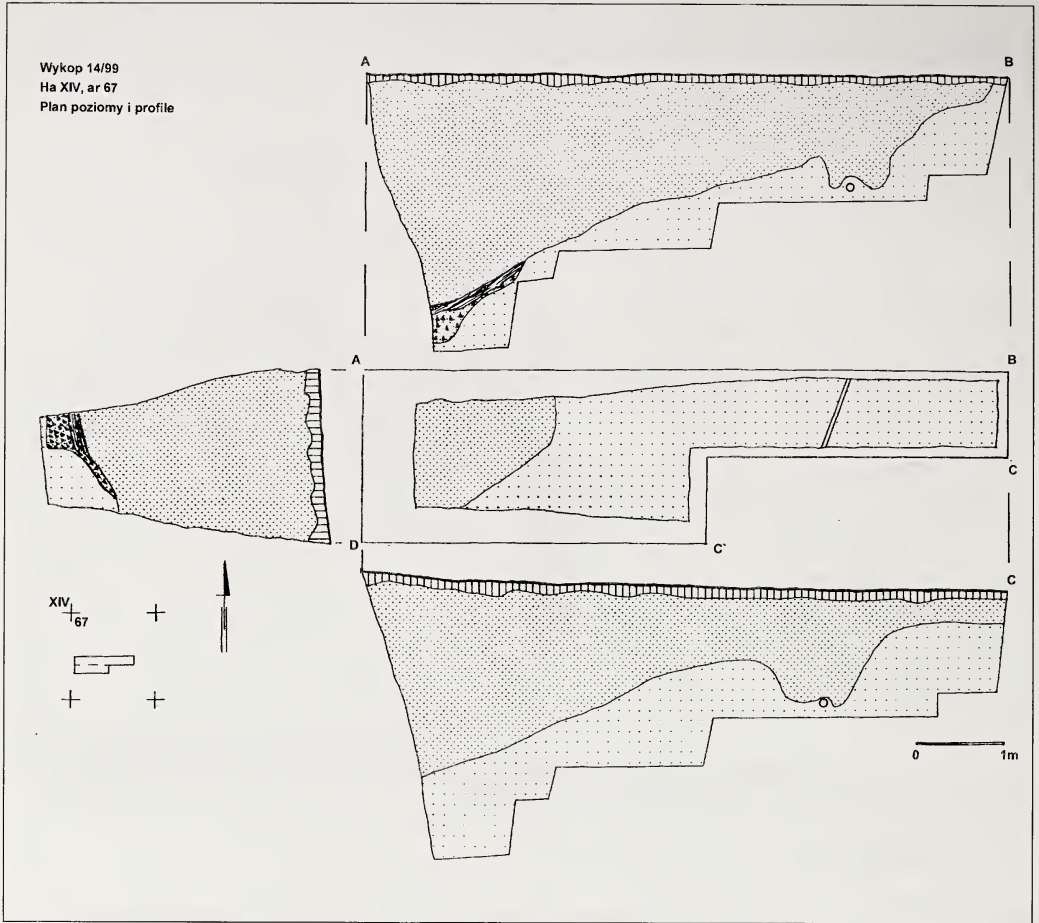 Wykop 14/99
Ha XIV, ar 67
Plan poziomy i profile
A B
A B
C
D C`
C
XIV
67
0 1m